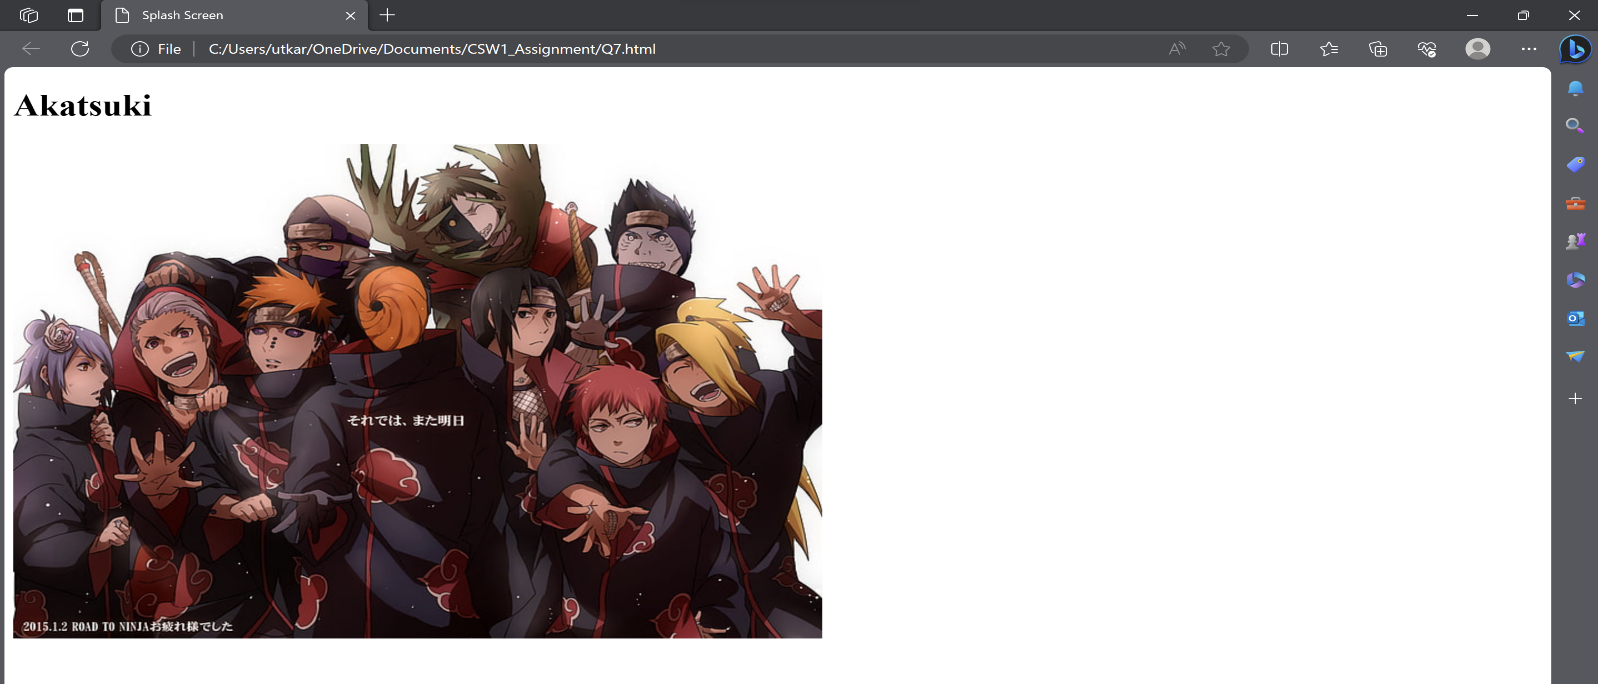 Splash Screen
File
C:/Users/utkar/OneDrive/Documents/CSW1_Assignment/Q7.html
Akatsuki
それでは、また明日
2015.1.2 ROAD TO NINJAお疲れ様でした